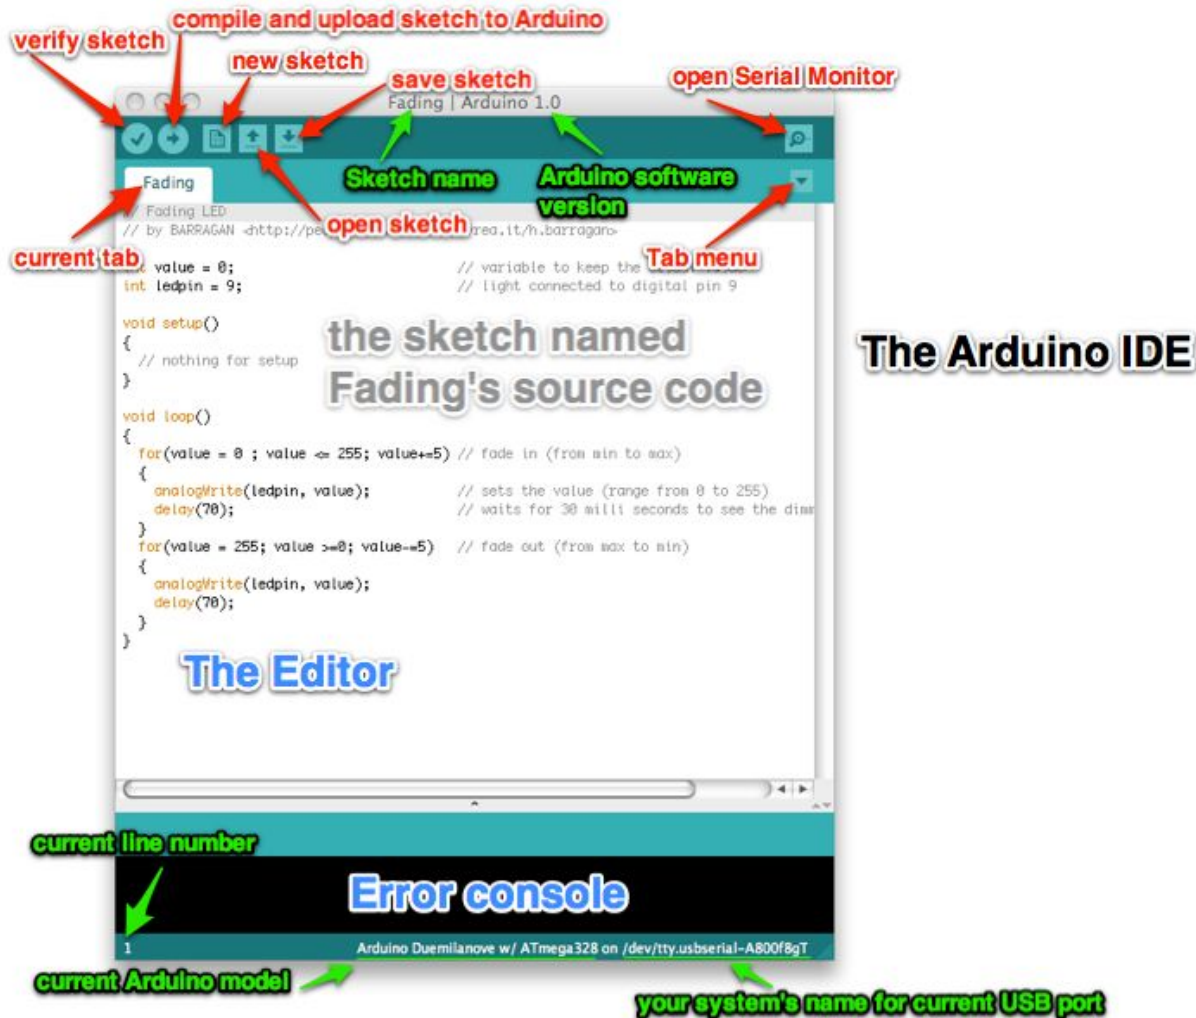 compile and upload sketch to Arduino
verify sketch
new sketch
save sketch
open Serial Monitor
Fading | Arduino 1.0
Sketch name
Arduino software
version
Fading
open sketch
current tab
Tab menu
// Fading LED
// by BARRAGAN <http://pe rea.it/h.barragan>
value = 0; // variable to keep the
int ledpin = 9; // light connected to digital pin 9
void setup()
{
// nothing for setup
}
the sketch named
Fading's source code
The Arduino IDE
void loop()
{
for(value = 0 ; value <= 255; value+=5) // fade in (from min to max)
{
analogWrite(ledpin, value); // sets the value (range from 0 to 255)
delay(70); // waits for 30 milli seconds to see the dimm
}
for(value = 255; value >=0; value-=5) // fade out (from max to min)
{
analogWrite(ledpin, value);
delay(70);
}
}
The Editor
current line number
Error console
1
Arduino Duemilanove w/ ATmega328 on /dev/tty.usbserial-A800f8gT
current Arduino model
your system's name for current USB port